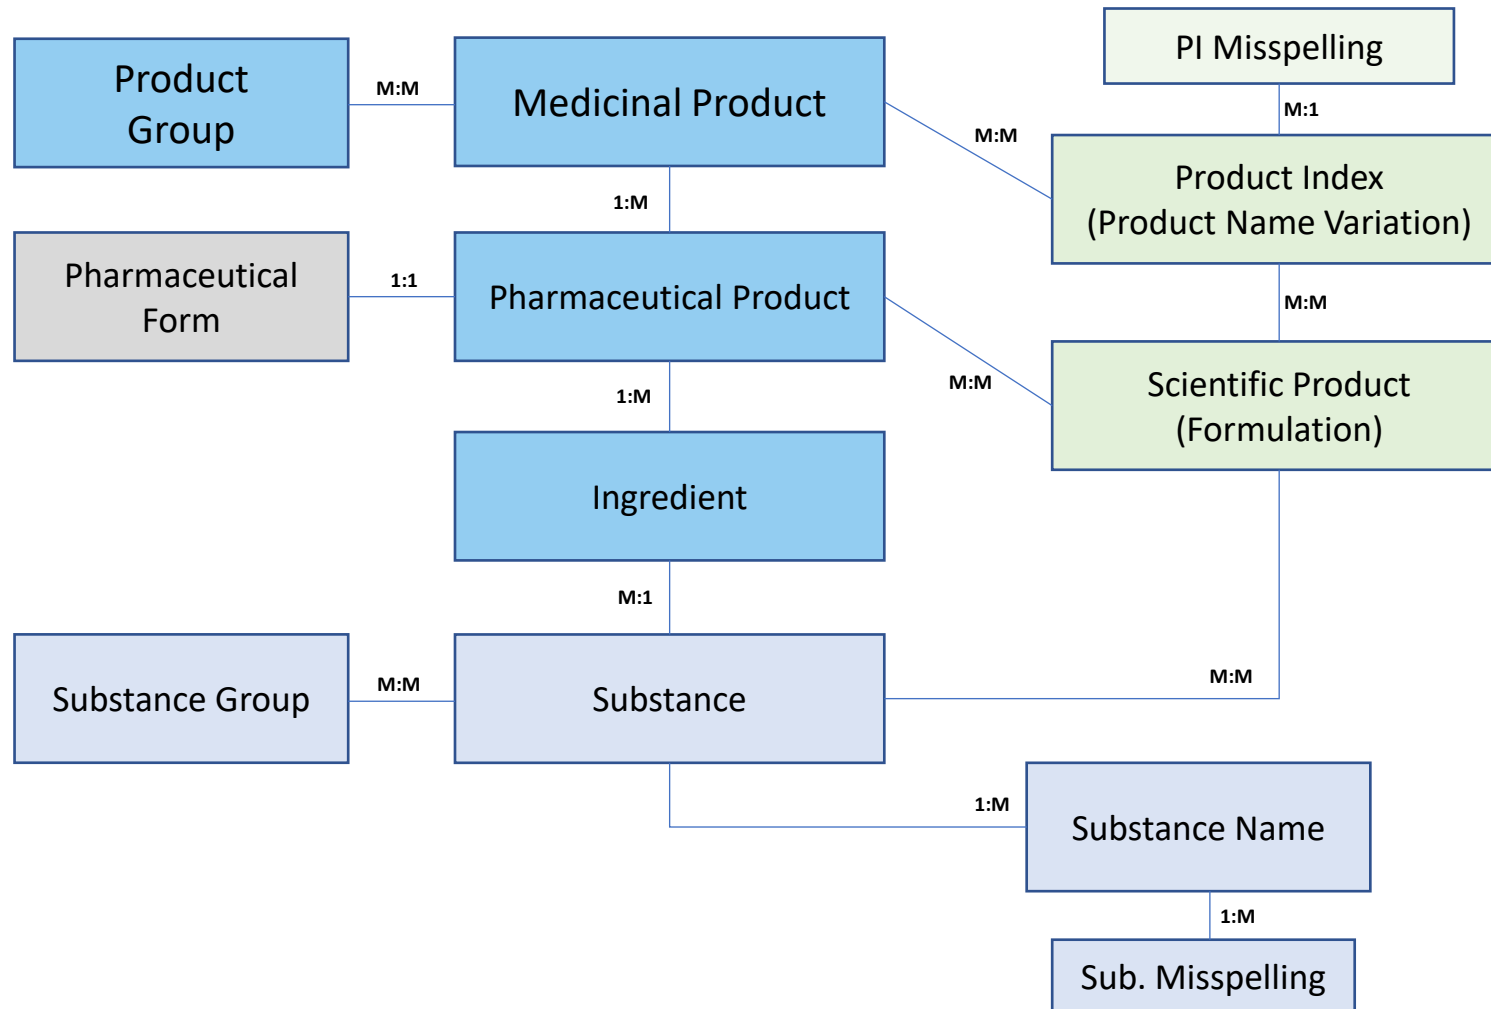 PI Misspelling
Product
Group
M:M
Medicinal Product
M:1
M:M
Product Index
(Product Name Variation)
1:M
Pharmaceutical
Form
1:1
Pharmaceutical Product
M:M
Scientific Product
(Formulation)
M:M
1:M
Ingredient
M:1
Substance Group
M:M
Substance
M:M
1:M
Substance Name
1:M
Sub. Misspelling